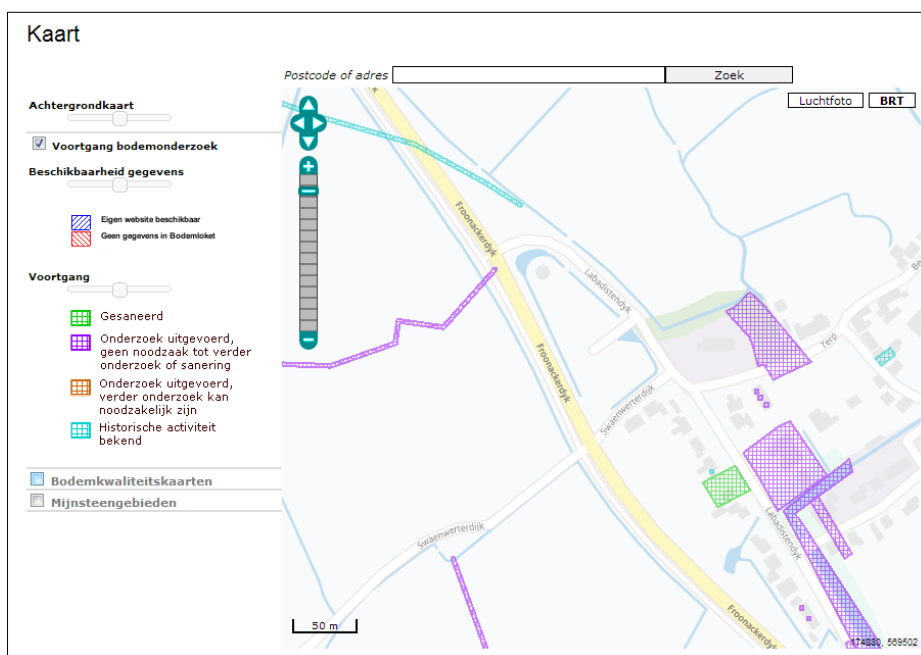 Kaart
Postcode of adres
Zoek
Achtergrondkaart
Voortgang bodemonderzoek
Beschikbaarheid gegevens
Eigen website beschikbaar
Geen gegevens in Bodemloket
Voortgang
Gesaneerd
Onderzoek uitgevoerd,
geen noodzaak tot verder
onderzoek of sanering
Onderzoek uitgevoerd,
verder onderzoek kan
noodzakelijk zijn
Historische activiteit
bekend
Bodemkwaliteitskaarten
Mijnsteengebieden
Luchtfoto
BRT
Froonackerdyk
Labadistendyk
Be
Terp
Froonackerdyk
Swaenwerterdijk
Swaenwerterdijk
Labadistendyk
50 m
174880, 569502